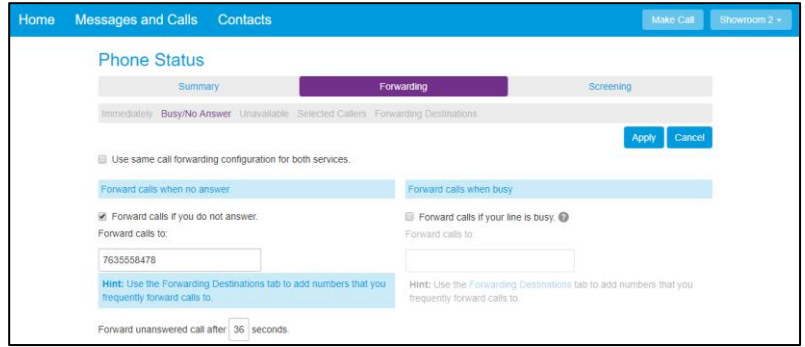 Home Messages and Calls Contacts Make Call Showroom 2
Phone Status
Summary Forwarding Screening
Immediately Busy/No Answer Unavailable Selected Callers Forwarding Destinations
Apply Cancel
Use same call forwarding configuration for both services.
Forward calls when no answer Forward calls when busy
Forward calls if you do not answer. Forward calls if your line is busy. ?
Forward calls to: Forward calls to:
7635558478
Hint: Use the Forwarding Destinations tab to add numbers that you
frequently forward calls to.
Hint: Use the Forwarding Destinations tab to add numbers that you
frequently forward calls to.
Forward unanswered call after 36 seconds.